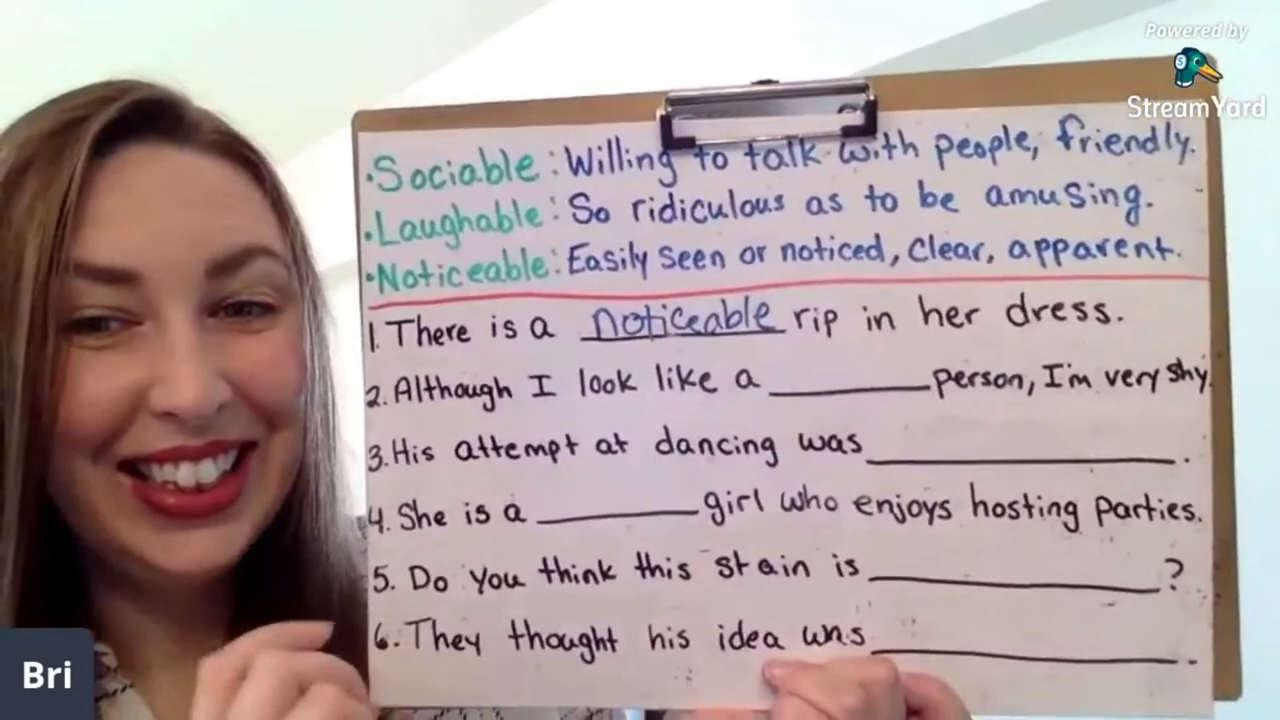 Powered by
StreamYard
·Sociable: Willing to talk with people, friendly.
·Laughable: So ridiculous as to be amusing.
·Noticeable: Easily seen or noticed, clear, apparent.
1. There is a noticeable rip in her dress.
2. Although I look like a ________ person, I'm very shy.
3. His attempt at dancing was ________________.
4. She is a ________ girl who enjoys hosting parties.
5. Do you think this stain is ________________?
6. They thought his idea was ________________.
Bri